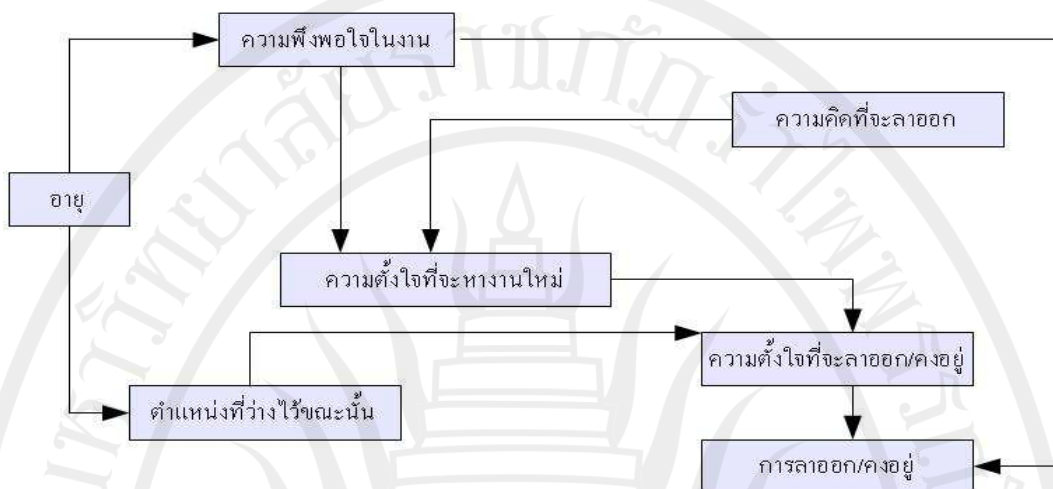 ความพึงพอใจในงาน
ความคิดที่จะลาออก
อายุ
ความตั้งใจที่จะหางานใหม่
ความตั้งใจที่จะลาออก/คงอยู่
ตำแหน่งที่ว่างไว้ขณะนั้น
การลาออก/คงอยู่